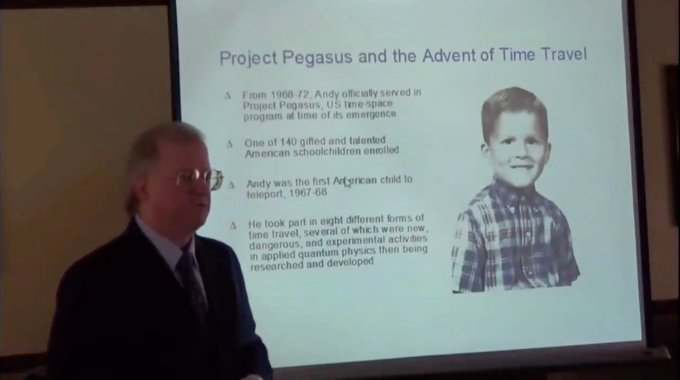 Project Pegasus and the Advent of Time Travel
From 1968-72, Andy officially served in
Project Pegasus, US time-space
program at time of its emergence
One of 140 gifted and talented
American schoolchildren enrolled
Andy was the first American child to
teleport, 1967-68
He took part in eight different forms of
time travel, several of which were new,
dangerous, and experimental activities
in applied quantum physics then being
researched and developed